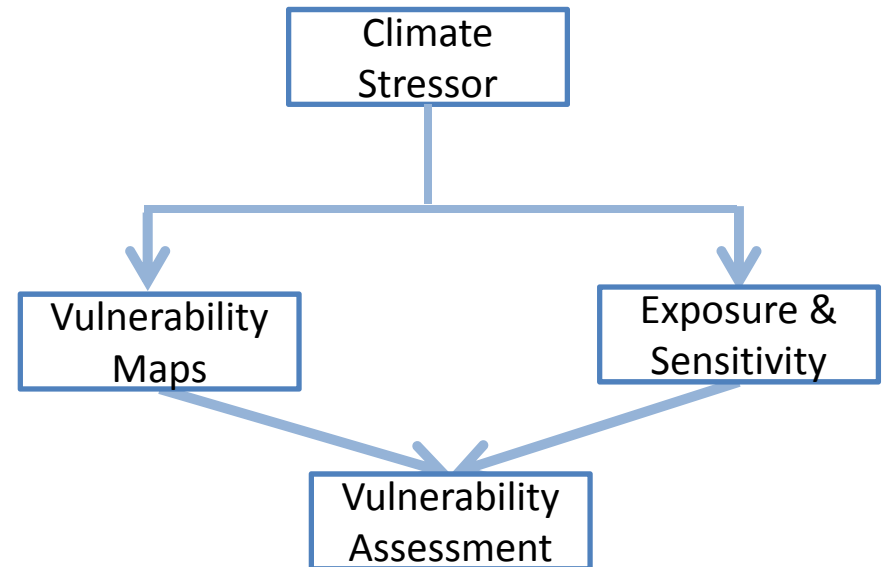 Climate
Stressor
Vulnerability
Maps
Exposure &
Sensitivity
Vulnerability
Assessment